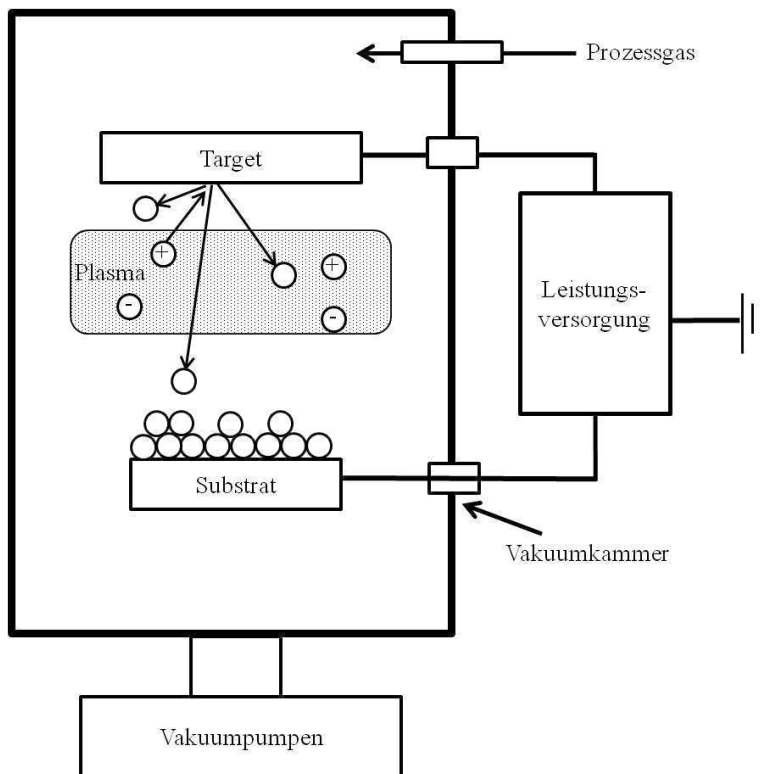 Prozessgas
Target
+
Plasma
+
-
-
Leistungs-
versorgung
Substrat
Vakuumkammer
Vakuumpumpen